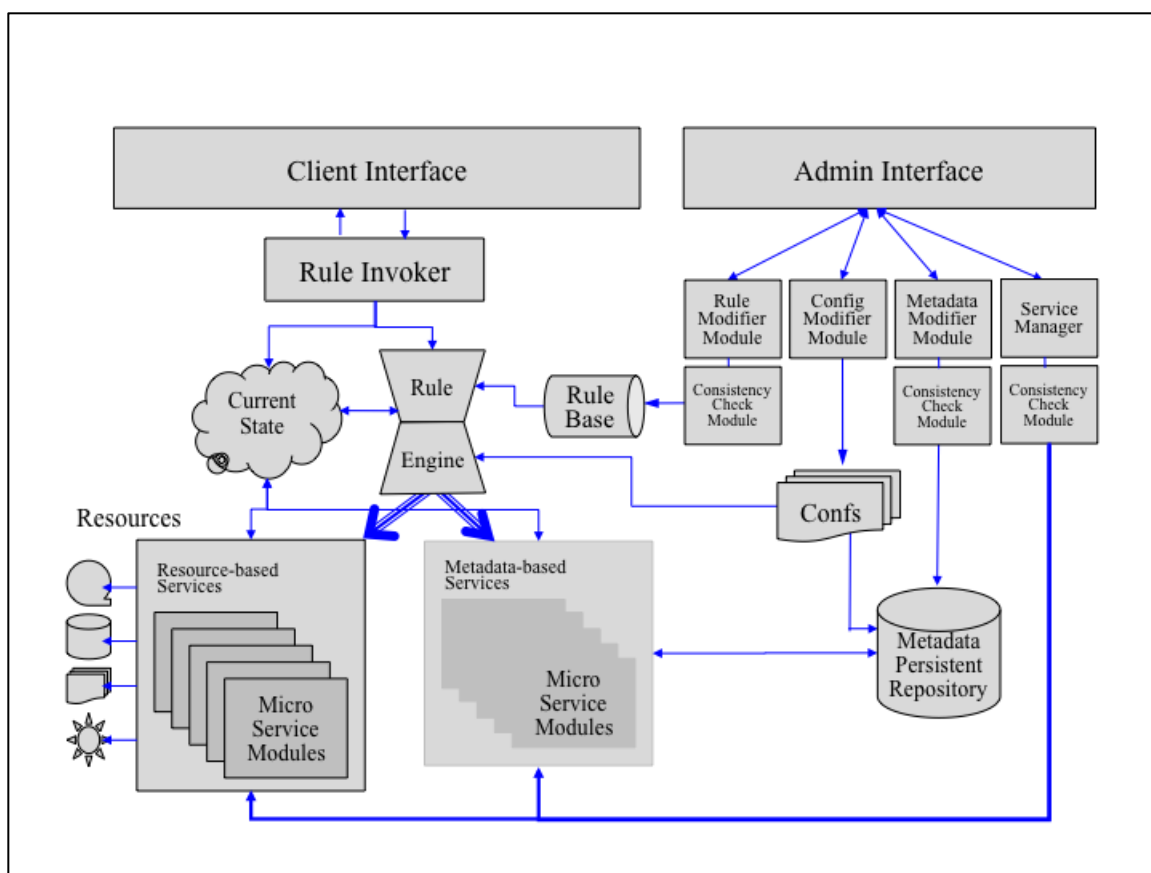 Client Interface
Admin Interface
Rule Invoker
Rule
Modifier
Module
Config
Modifier
Module
Metadata
Modifier
Module
Service
Manager
Consistency
Check
Module
Consistency
Check
Module
Consistency
Check
Module
Current
State
Rule
Engine
Rule
Base
Confs
Resources
Resource-based
Services
Micro
Service
Modules
Metadata-based
Services
Micro
Service
Modules
Metadata
Persistent
Repository